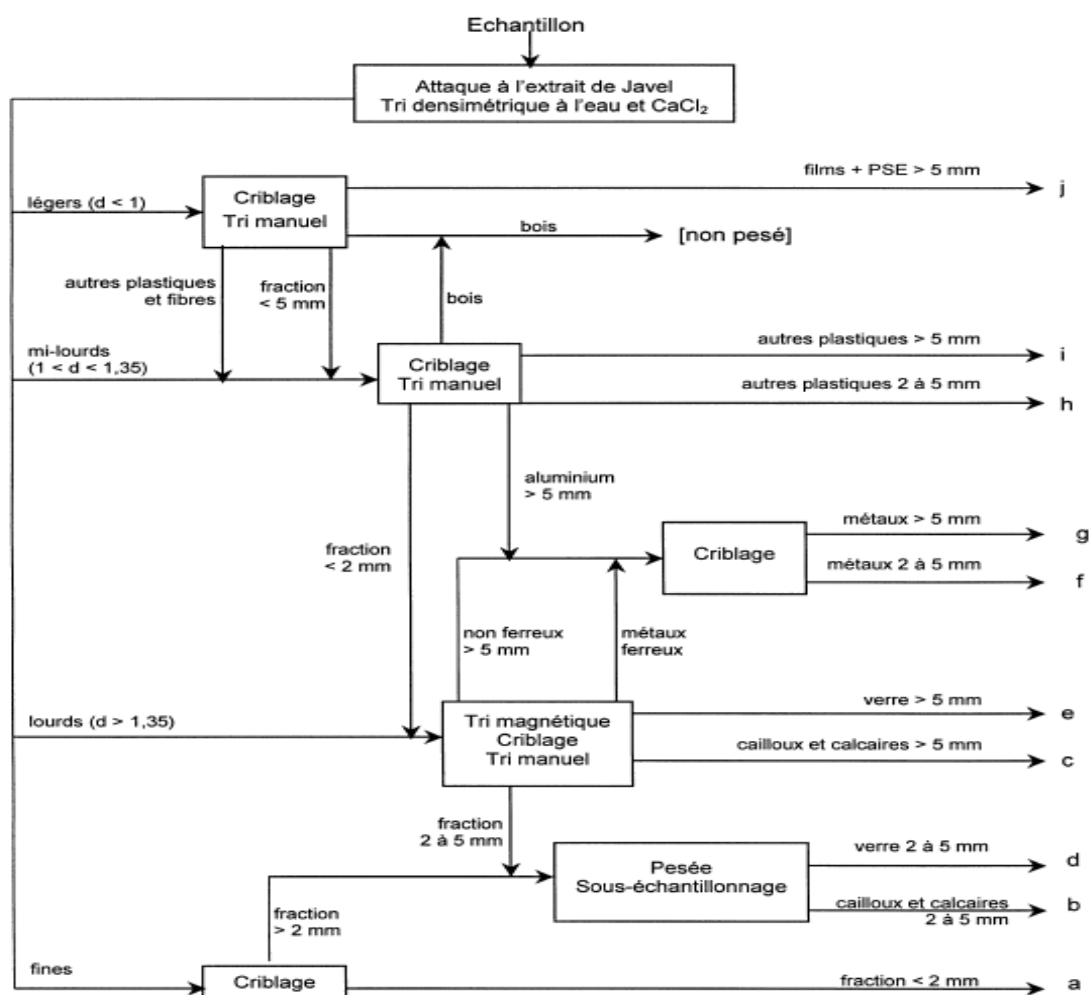 Echantillon
Attaque à l'extrait de Javel
Tri densimétrique à l'eau et CaCl₂
films + PSE > 5 mm
j
légers (d < 1)
Criblage
Tri manuel
bois
[non pesé]
autres plastiques
et fibres
fraction
< 5 mm
bois
mi-lourds
(1 < d < 1,35)
Criblage
Tri manuel
autres plastiques > 5 mm
i
autres plastiques 2 à 5 mm
h
aluminium
> 5 mm
fraction
< 2 mm
Criblage
métaux > 5 mm
g
métaux 2 à 5 mm
f
non ferreux
> 5 mm
métaux
ferreux
lourds (d > 1,35)
Tri magnétique
Criblage
Tri manuel
verre > 5 mm
e
cailloux et calcaires > 5 mm
c
fraction
2 à 5 mm
Pesée
Sous-échantillonnage
verre 2 à 5 mm
d
cailloux et calcaires
2 à 5 mm
b
fraction
> 2 mm
fines
Criblage
fraction < 2 mm
a